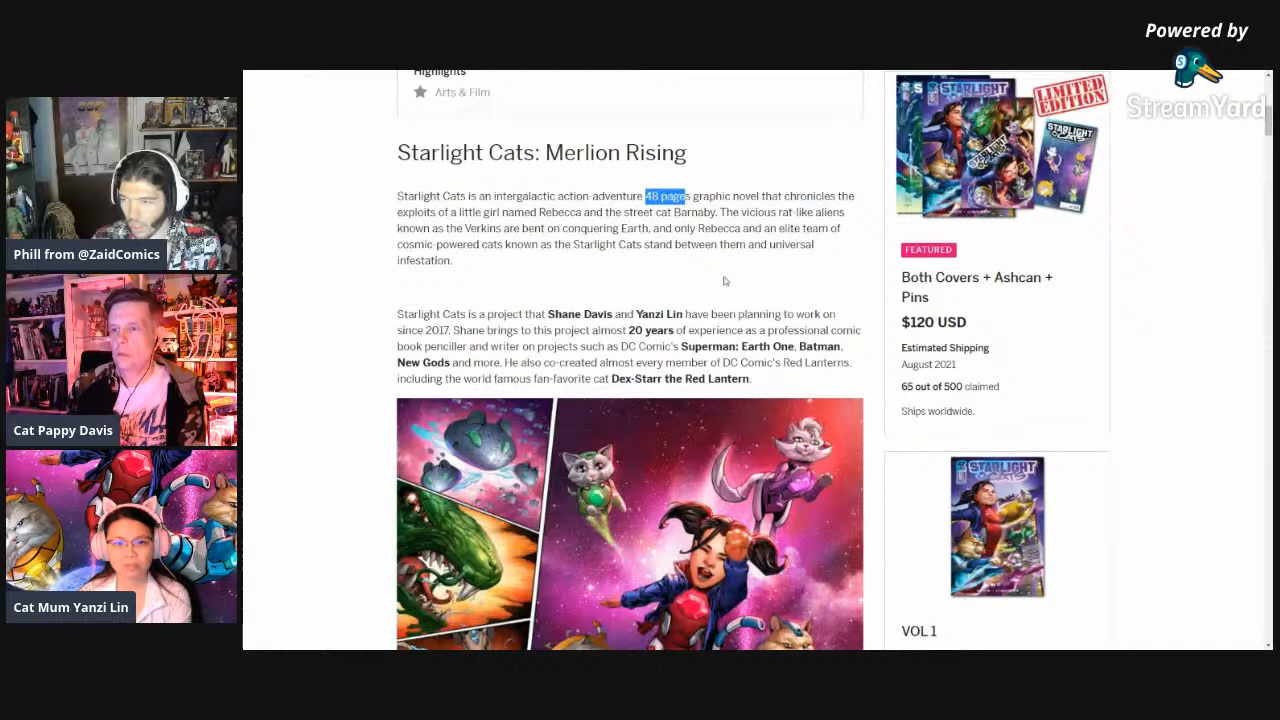 Powered by
StreamYard
Phill from @ZaidComics
Cat Pappy Davis
Cat Mum Yanzi Lin
Highlights
Arts & Film
Starlight Cats: Merlion Rising
Starlight Cats is an intergalactic action-adventure 48 pages graphic novel that chronicles the
exploits of a little girl named Rebecca and the street cat Barnaby. The vicious rat-like aliens
known as the Verkins are bent on conquering Earth, and only Rebecca and an elite team of
cosmic-powered cats known as the Starlight Cats stand between them and universal
infestation.
Starlight Cats is a project that Shane Davis and Yanzi Lin have been planning to work on
since 2017. Shane brings to this project almost 20 years of experience as a professional comic
book penciller and writer on projects such as DC Comic's Superman: Earth One, Batman,
New Gods and more. He also co-created almost every member of DC Comic's Red Lanterns,
including the world famous fan-favorite cat Dex-Starr the Red Lantern.
STARLIGHT
LIMITED
EDITION
STARLIGHT
CATS
FEATURED
Both Covers + Ashcan +
Pins
$120 USD
Estimated Shipping
August 2021
65 out of 500 claimed
Ships worldwide.
STARLIGHT
CATS
VOL 1